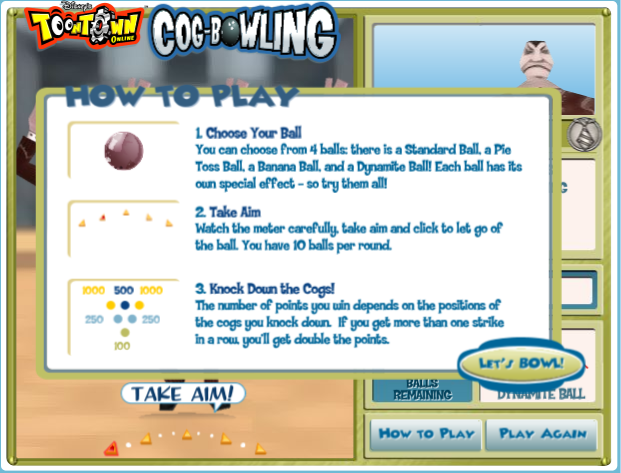 Disney's
TOONTOWN
ONLINE
COG-BOWLING
HOW TO PLAY
1. Choose Your Ball
You can choose from 4 balls: there is a Standard Ball, a Pie
Toss Ball, a Banana Ball, and a Dynamite Ball! Each ball has its
own special effect - so try them all!
2. Take Aim
Watch the meter carefully, take aim and click to let go of
the ball. You have 10 balls per round.
1000 500 1000
250 250
100
3. Knock Down the Cogs!
The number of points you win depends on the positions of
the cogs you knock down. If you get more than one strike
in a row, you'll get double the points.
LET'S BOWL!
TAKE AIM!
BALLS
REMAINING
DYNAMITE BALL
HOW TO PLAY
PLAY AGAIN